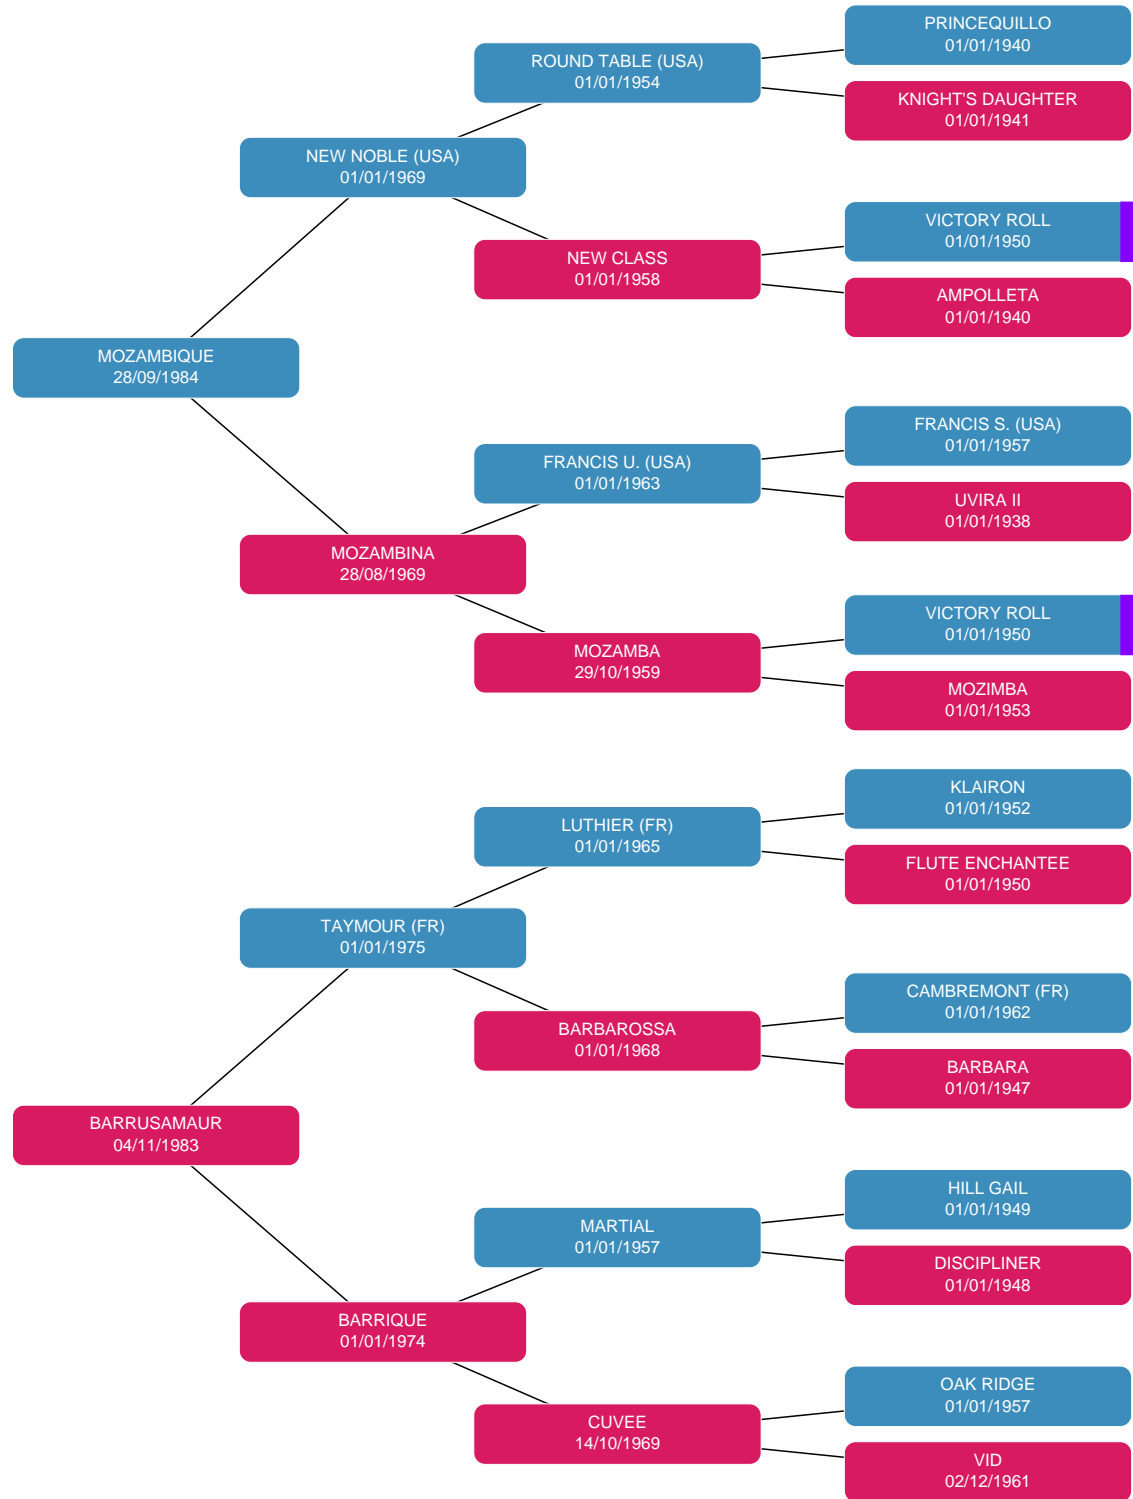 PRINCEQUILLO
01/01/1940
ROUND TABLE (USA)
01/01/1954
KNIGHT'S DAUGHTER
01/01/1941
NEW NOBLE (USA)
01/01/1969
VICTORY ROLL
01/01/1950
NEW CLASS
01/01/1958
AMPOLLETA
01/01/1940
MOZAMBIQUE
28/09/1984
FRANCIS S. (USA)
01/01/1957
FRANCIS U. (USA)
01/01/1963
UVIRA II
01/01/1938
MOZAMBINA
28/08/1969
VICTORY ROLL
01/01/1950
MOZAMBA
29/10/1959
MOZIMBA
01/01/1953
KLAIRON
01/01/1952
LUTHIER (FR)
01/01/1965
FLUTE ENCHANTEE
01/01/1950
TAYMOUR (FR)
01/01/1975
CAMBREMONT (FR)
01/01/1962
BARBAROSSA
01/01/1968
BARBARA
01/01/1947
BARRUSAMAUR
04/11/1983
HILL GAIL
01/01/1949
MARTIAL
01/01/1957
DISCIPLINER
01/01/1948
BARRIQUE
01/01/1974
OAK RIDGE
01/01/1957
CUVEE
14/10/1969
VID
02/12/1961